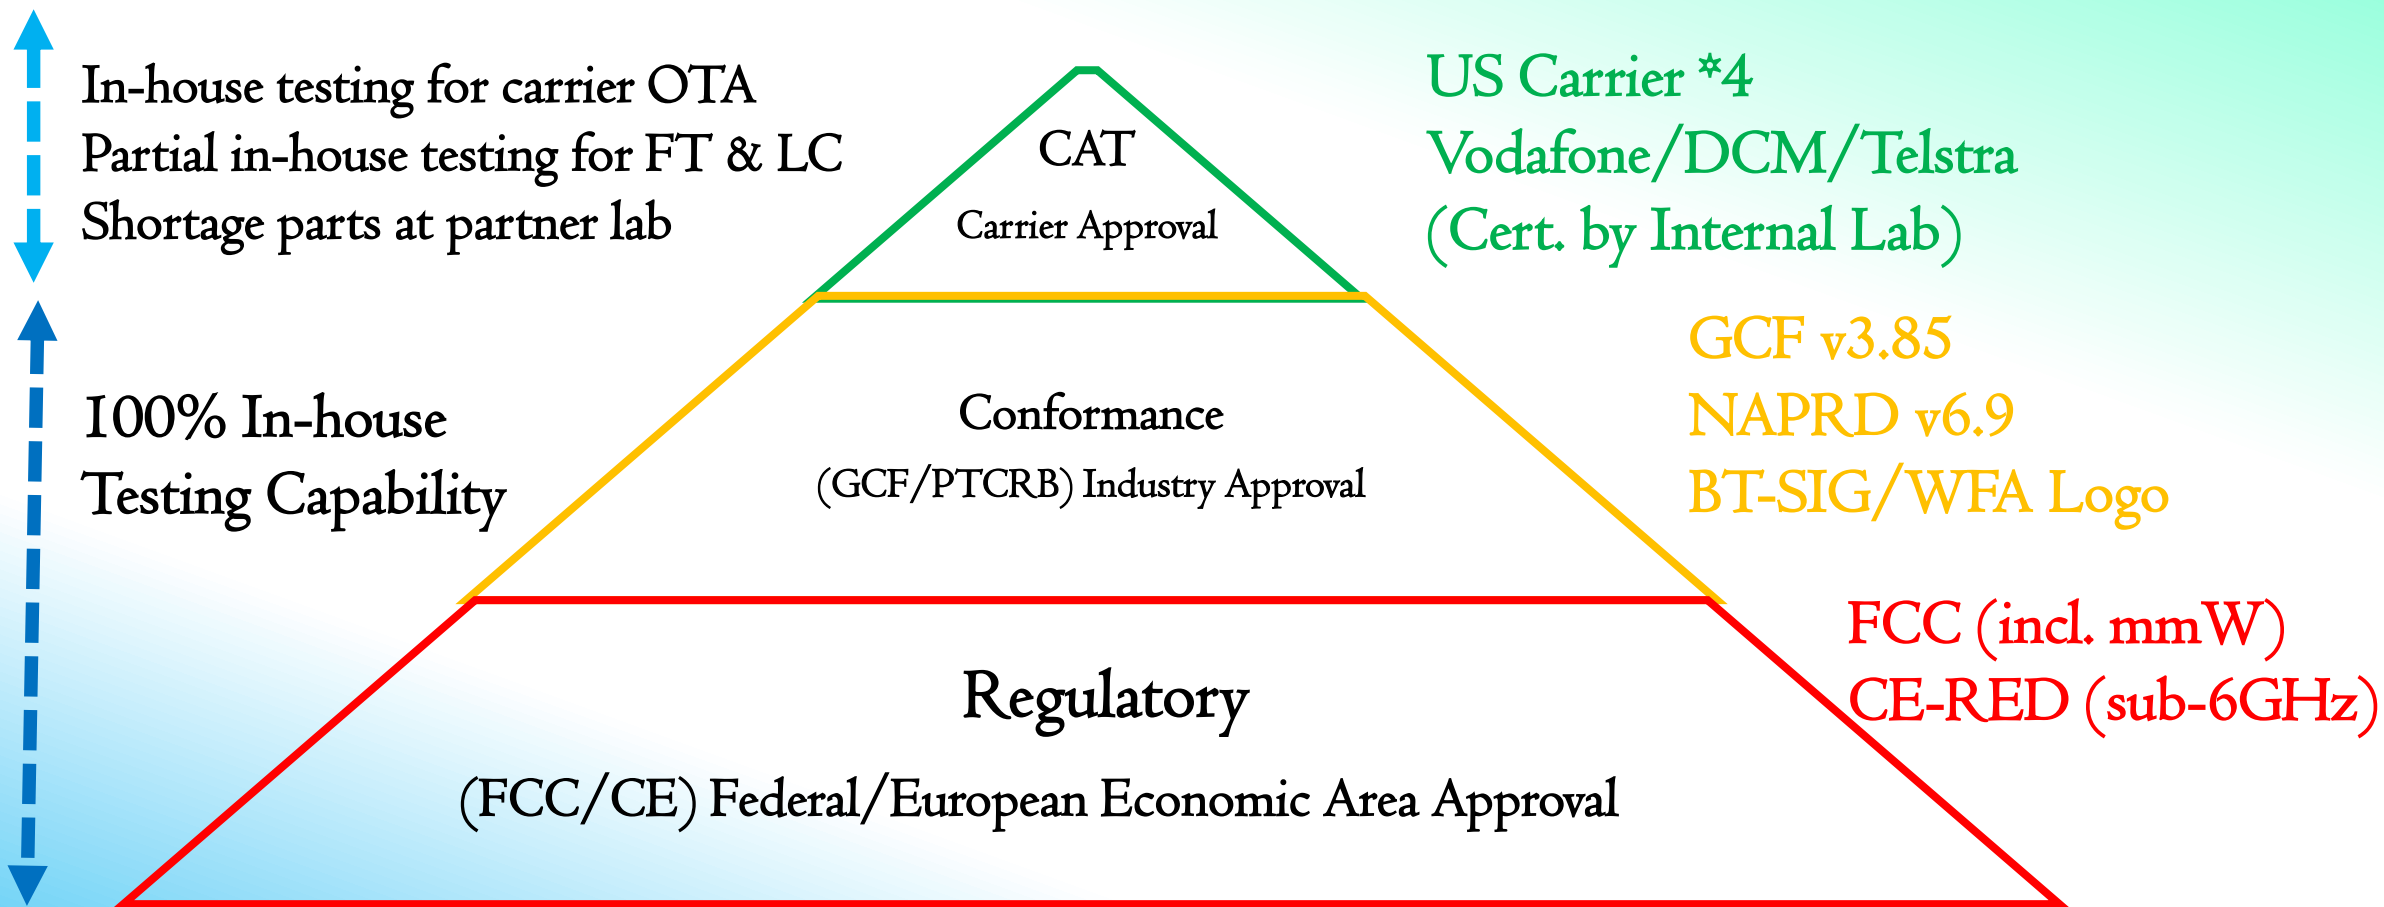 In-house testing for carrier OTA
Partial in-house testing for FT & LC
Shortage parts at partner lab
100% In-house
Testing Capability
CAT
Carrier Approval
Conformance
(GCF/PTCRB) Industry Approval
Regulatory
(FCC/CE) Federal/European Economic Area Approval
US Carrier *4
Vodafone/DCM/Telstra
(Cert. by Internal Lab)
GCF v3.85
NAPRD v6.9
BT-SIG/WFA Logo
FCC (incl. mmW)
CE-RED (sub-6GHz)